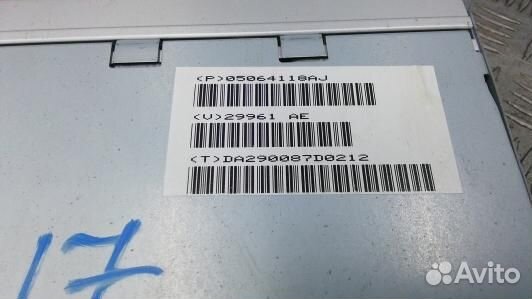 (P)05064118AJ
(V)29961 AE
(T)DA290087D0212
17
Avito